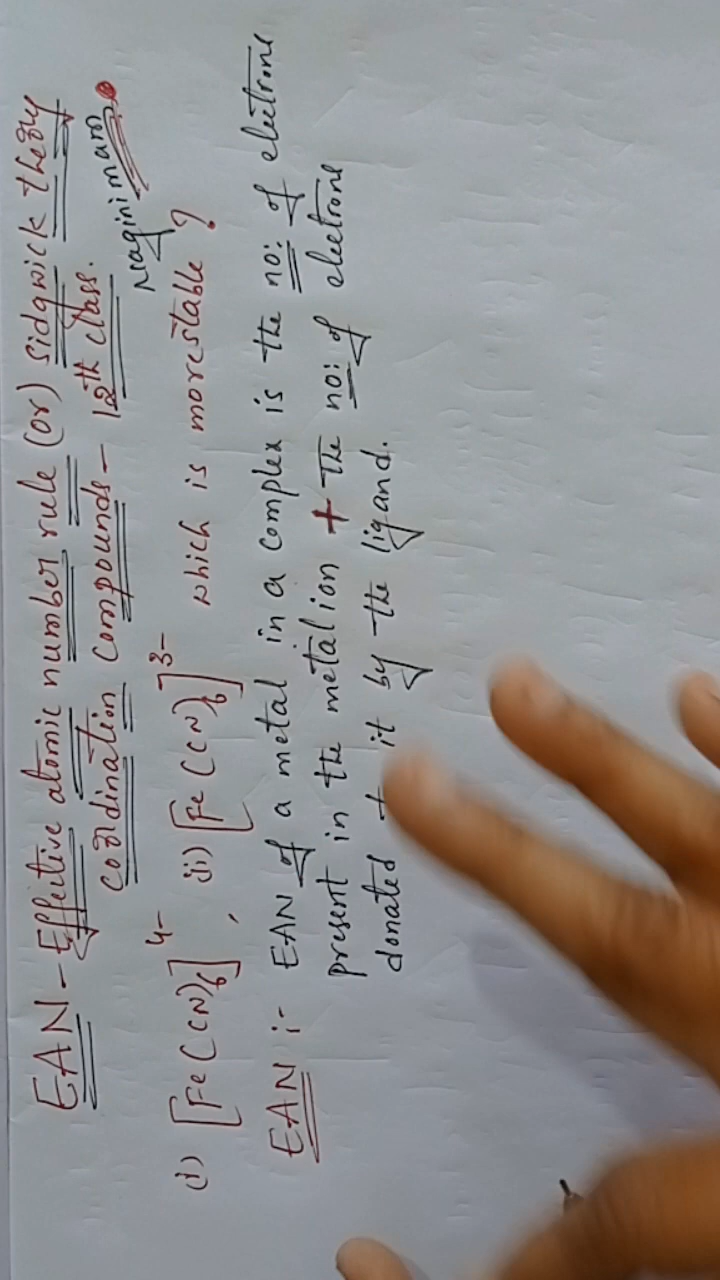 EAN - Effective atomic number rule (or) sidgwick theory
coordination compounds - 12th class.
Nagini mam
(i) [Fe(CN)6]4-, (ii) [Fe(CN)6]3- which is more stable ?
EAN :- EAN of a metal in a complex is the no: of electrons
present in the metal ion + the no: of electrons
donated it by the ligand.